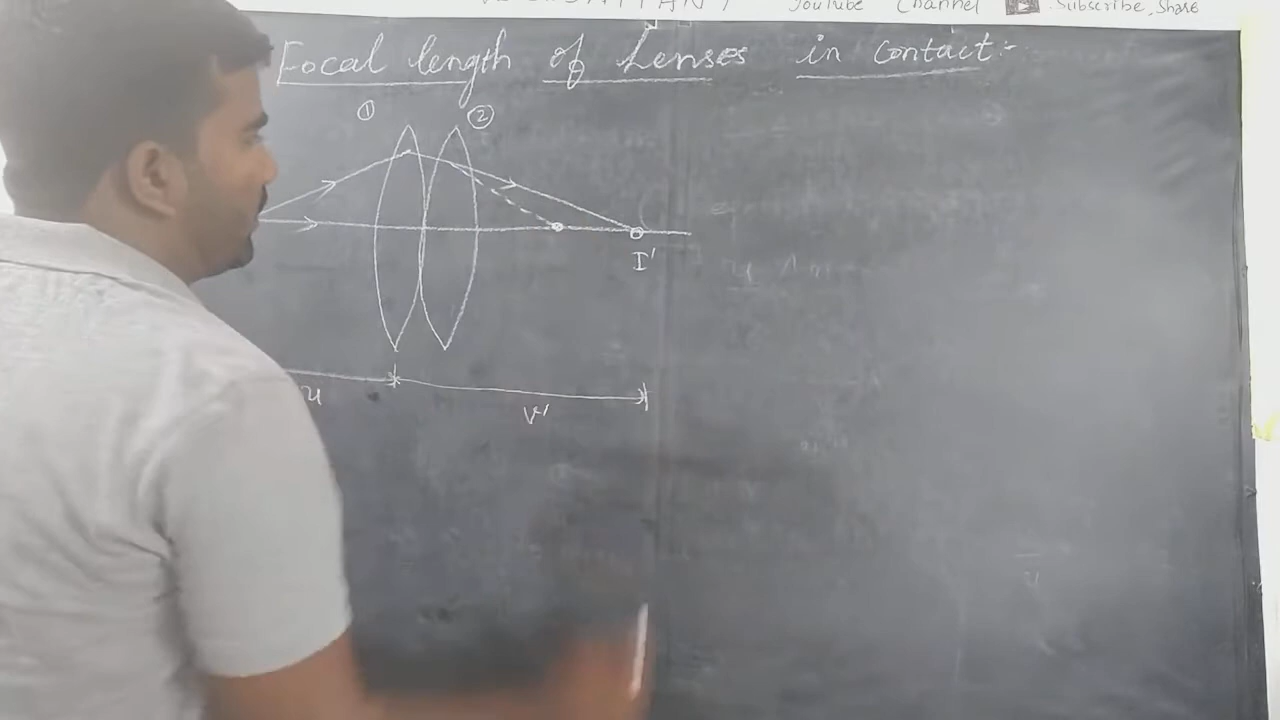 YouTube Channel Subscribe, Share
Focal length of Lenses in Contact:-
① ②
I'
u
v'